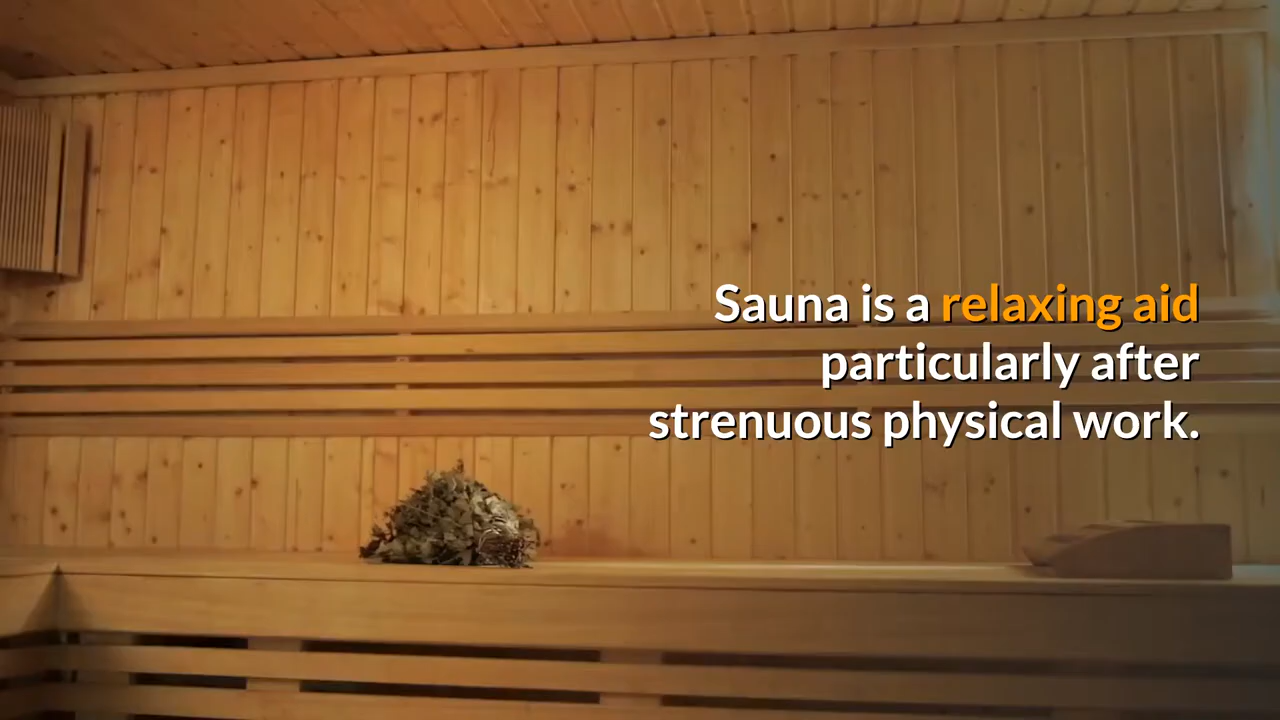 Sauna is a relaxing aid
particularly after
strenuous physical work.